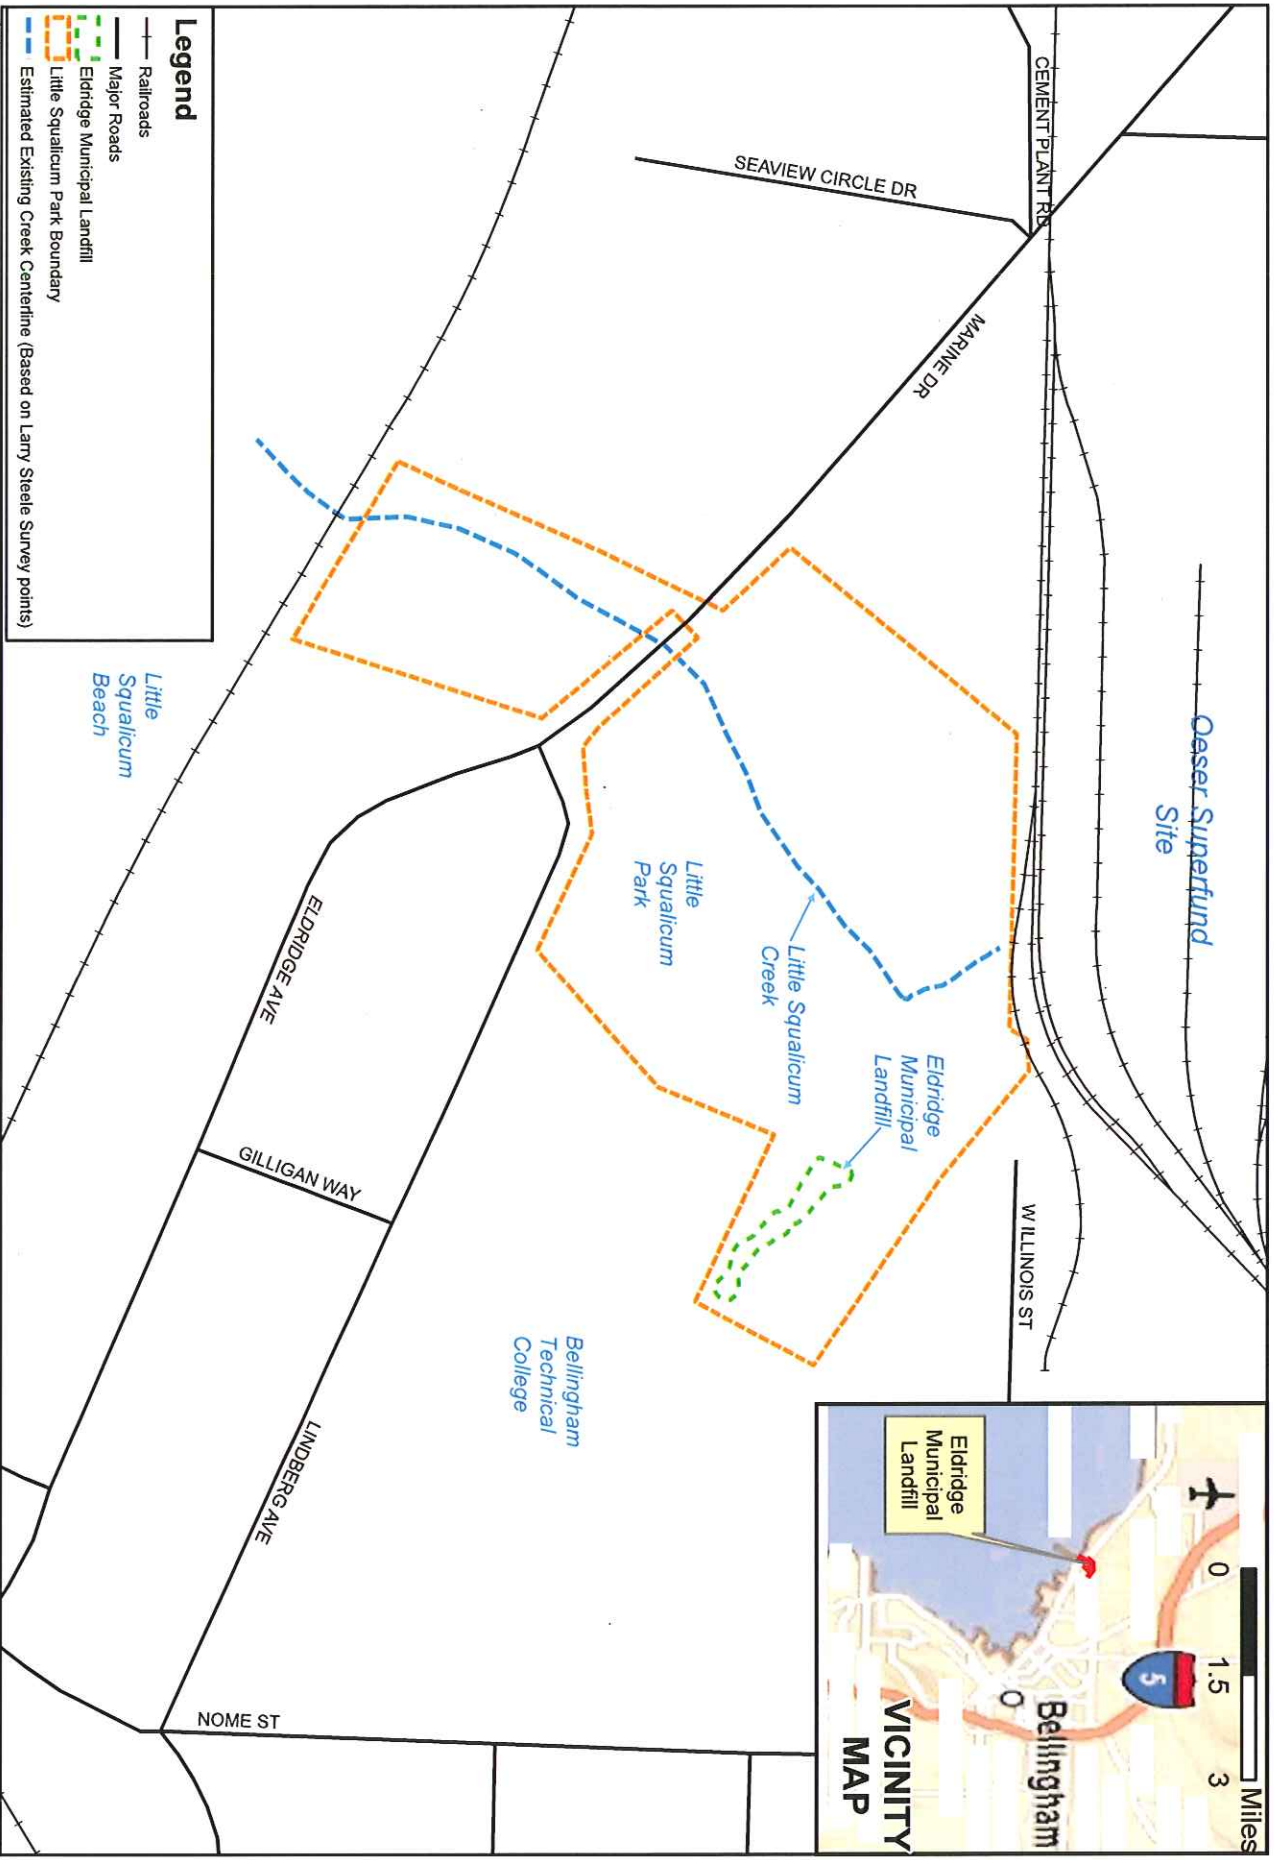 CEMENT PLANT RD
SEAVIEW CIRCLE DR
MARINE DR
Oeser Superfund
Site
Little Squalicum
Creek
Little
Squalicum
Park
Eldridge
Municipal
Landfill
W ILLINOIS ST
Little
Squalicum
Beach
ELDRIDGE AVE
GILLIGAN WAY
LINDBERG AVE
Bellingham
Technical
College
NOME ST
Legend
Railroads
Major Roads
Eldridge Municipal Landfill
Little Squalicum Park Boundary
Estimated Existing Creek Centerline (Based on Larry Steele Survey points)
0 1.5 3
Miles
5
Bellingham
Eldridge
Municipal
Landfill
VICINITY
MAP